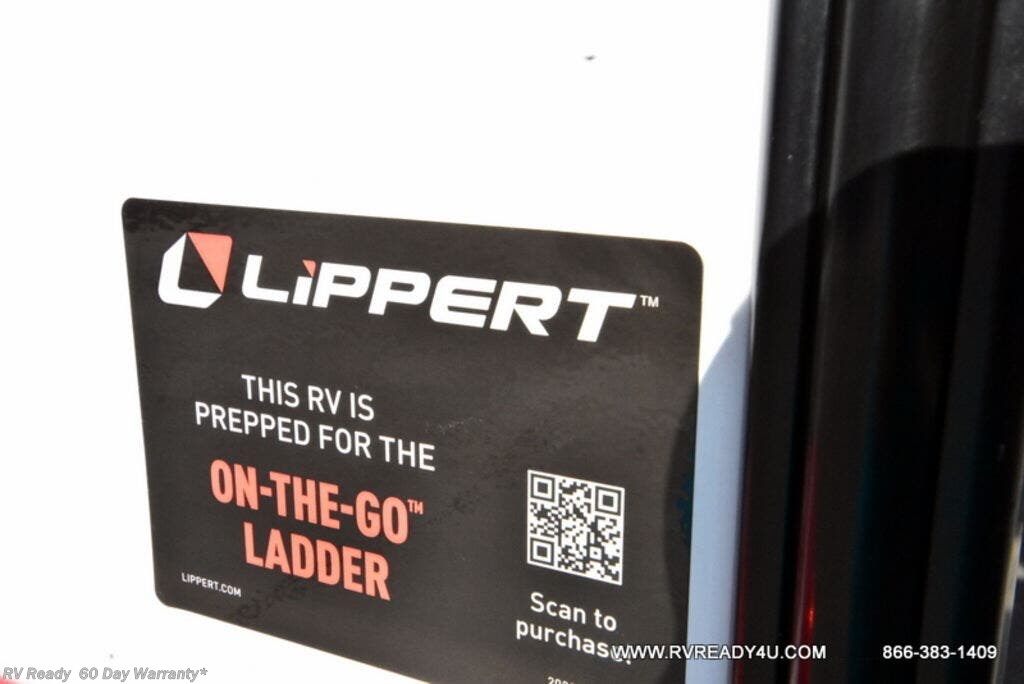 LIPPERT™
THIS RV IS
PREPPED FOR THE
ON-THE-GO™
LADDER
LIPPERT.COM
Scan to
purchase.
WWW.RVREADY4U.COM 866-383-1409
RV Ready 60 Day Warranty*